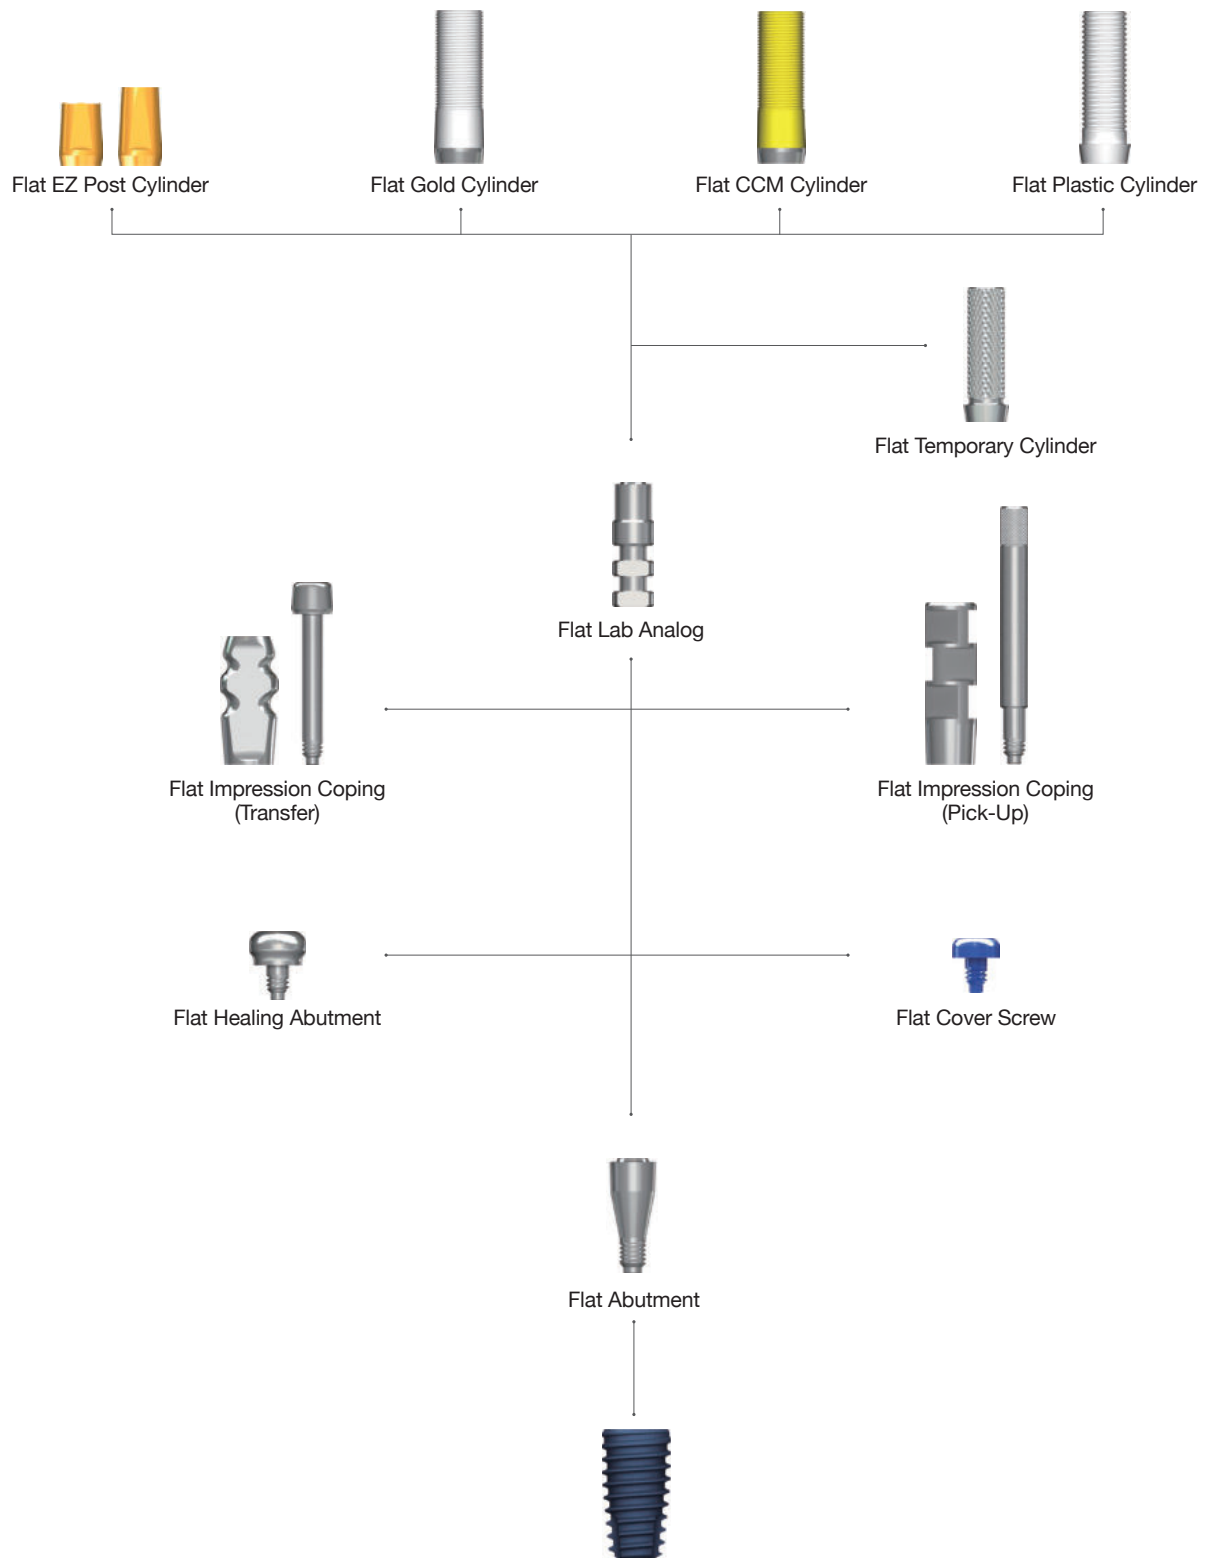 Flat EZ Post Cylinder
Flat Gold Cylinder
Flat CCM Cylinder
Flat Plastic Cylinder
Flat Temporary Cylinder
Flat Lab Analog
Flat Impression Coping
(Transfer)
Flat Impression Coping
(Pick-Up)
Flat Healing Abutment
Flat Cover Screw
Flat Abutment